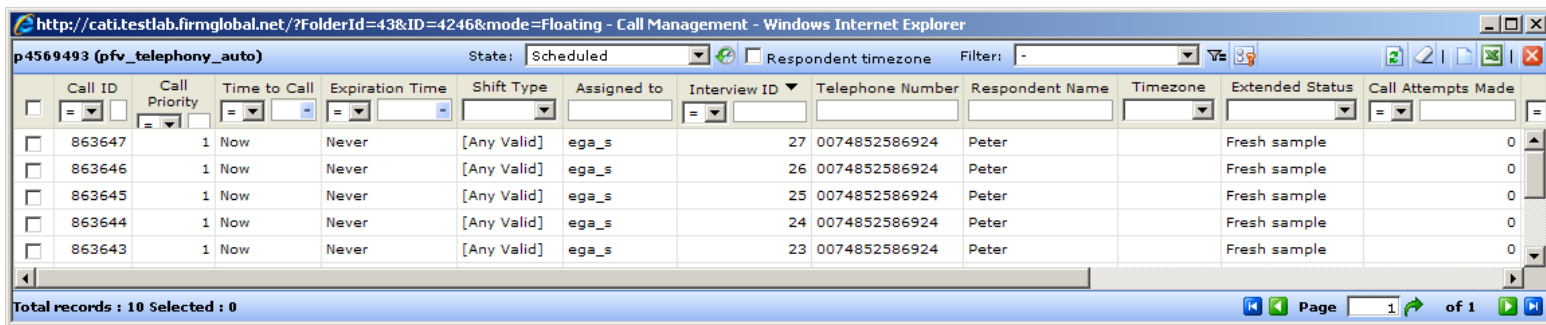 http://cati.testlab.firmglobal.net/?FolderId=43&ID=4246&mode=Floating - Call Management - Windows Internet Explorer
p4569493 (pfv_telephony_auto) State: Scheduled Respondent timezone Filter: -
Call ID Call Priority Time to Call Expiration Time Shift Type Assigned to Interview ID ▼ Telephone Number Respondent Name Timezone Extended Status Call Attempts Made
= = = = = = =
863647 1 Now Never [Any Valid] ega_s 27 0074852586924 Peter Fresh sample 0
863646 1 Now Never [Any Valid] ega_s 26 0074852586924 Peter Fresh sample 0
863645 1 Now Never [Any Valid] ega_s 25 0074852586924 Peter Fresh sample 0
863644 1 Now Never [Any Valid] ega_s 24 0074852586924 Peter Fresh sample 0
863643 1 Now Never [Any Valid] ega_s 23 0074852586924 Peter Fresh sample 0
Total records : 10 Selected : 0 Page 1 of 1